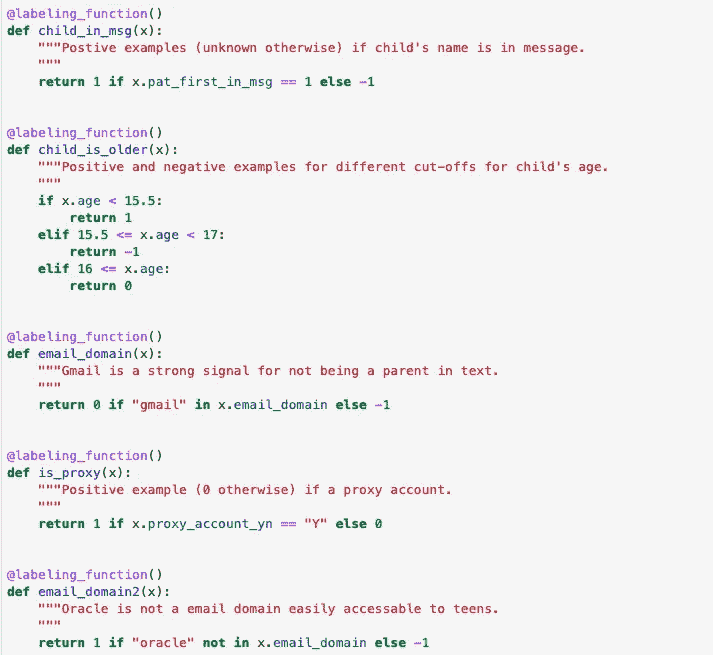 @labeling_function()
def child_in_msg(x):
    """Postive examples (unknown otherwise) if child's name is in message.
    """
    return 1 if x.pat_first_in_msg == 1 else -1
@labeling_function()
def child_is_older(x):
    """Positive and negative examples for different cut-offs for child's age.
    """
    if x.age < 15.5:
        return 1
    elif 15.5 <= x.age < 17:
        return -1
    elif 16 <= x.age:
        return 0
@labeling_function()
def email_domain(x):
    """Gmail is a strong signal for not being a parent in text.
    """
    return 0 if "gmail" in x.email_domain else -1
@labeling_function()
def is_proxy(x):
    """Positive example (0 otherwise) if a proxy account.
    """
    return 1 if x.proxy_account_yn == "Y" else 0
@labeling_function()
def email_domain2(x):
    """Oracle is not a email domain easily accessable to teens.
    """
    return 1 if "oracle" not in x.email_domain else -1